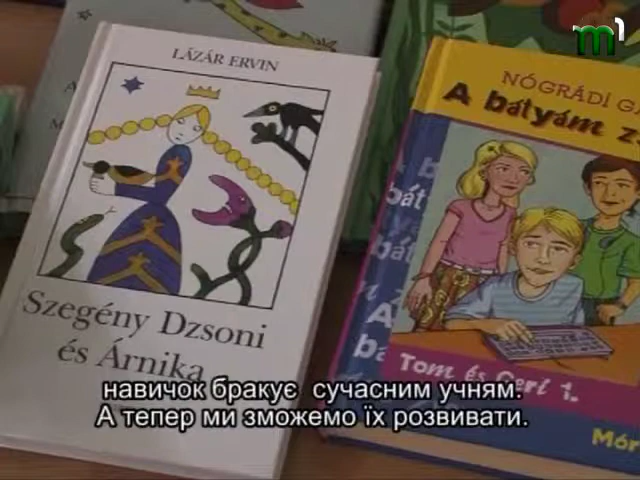 m1
LÁZÁR ERVIN
Szegény Dzsoni
és Árnika
NÓGRÁDI G
A bátyám zs
Tom és Geri 1.
Mór
навичок бракує сучасним учням.
А тепер ми зможемо їх розвивати.